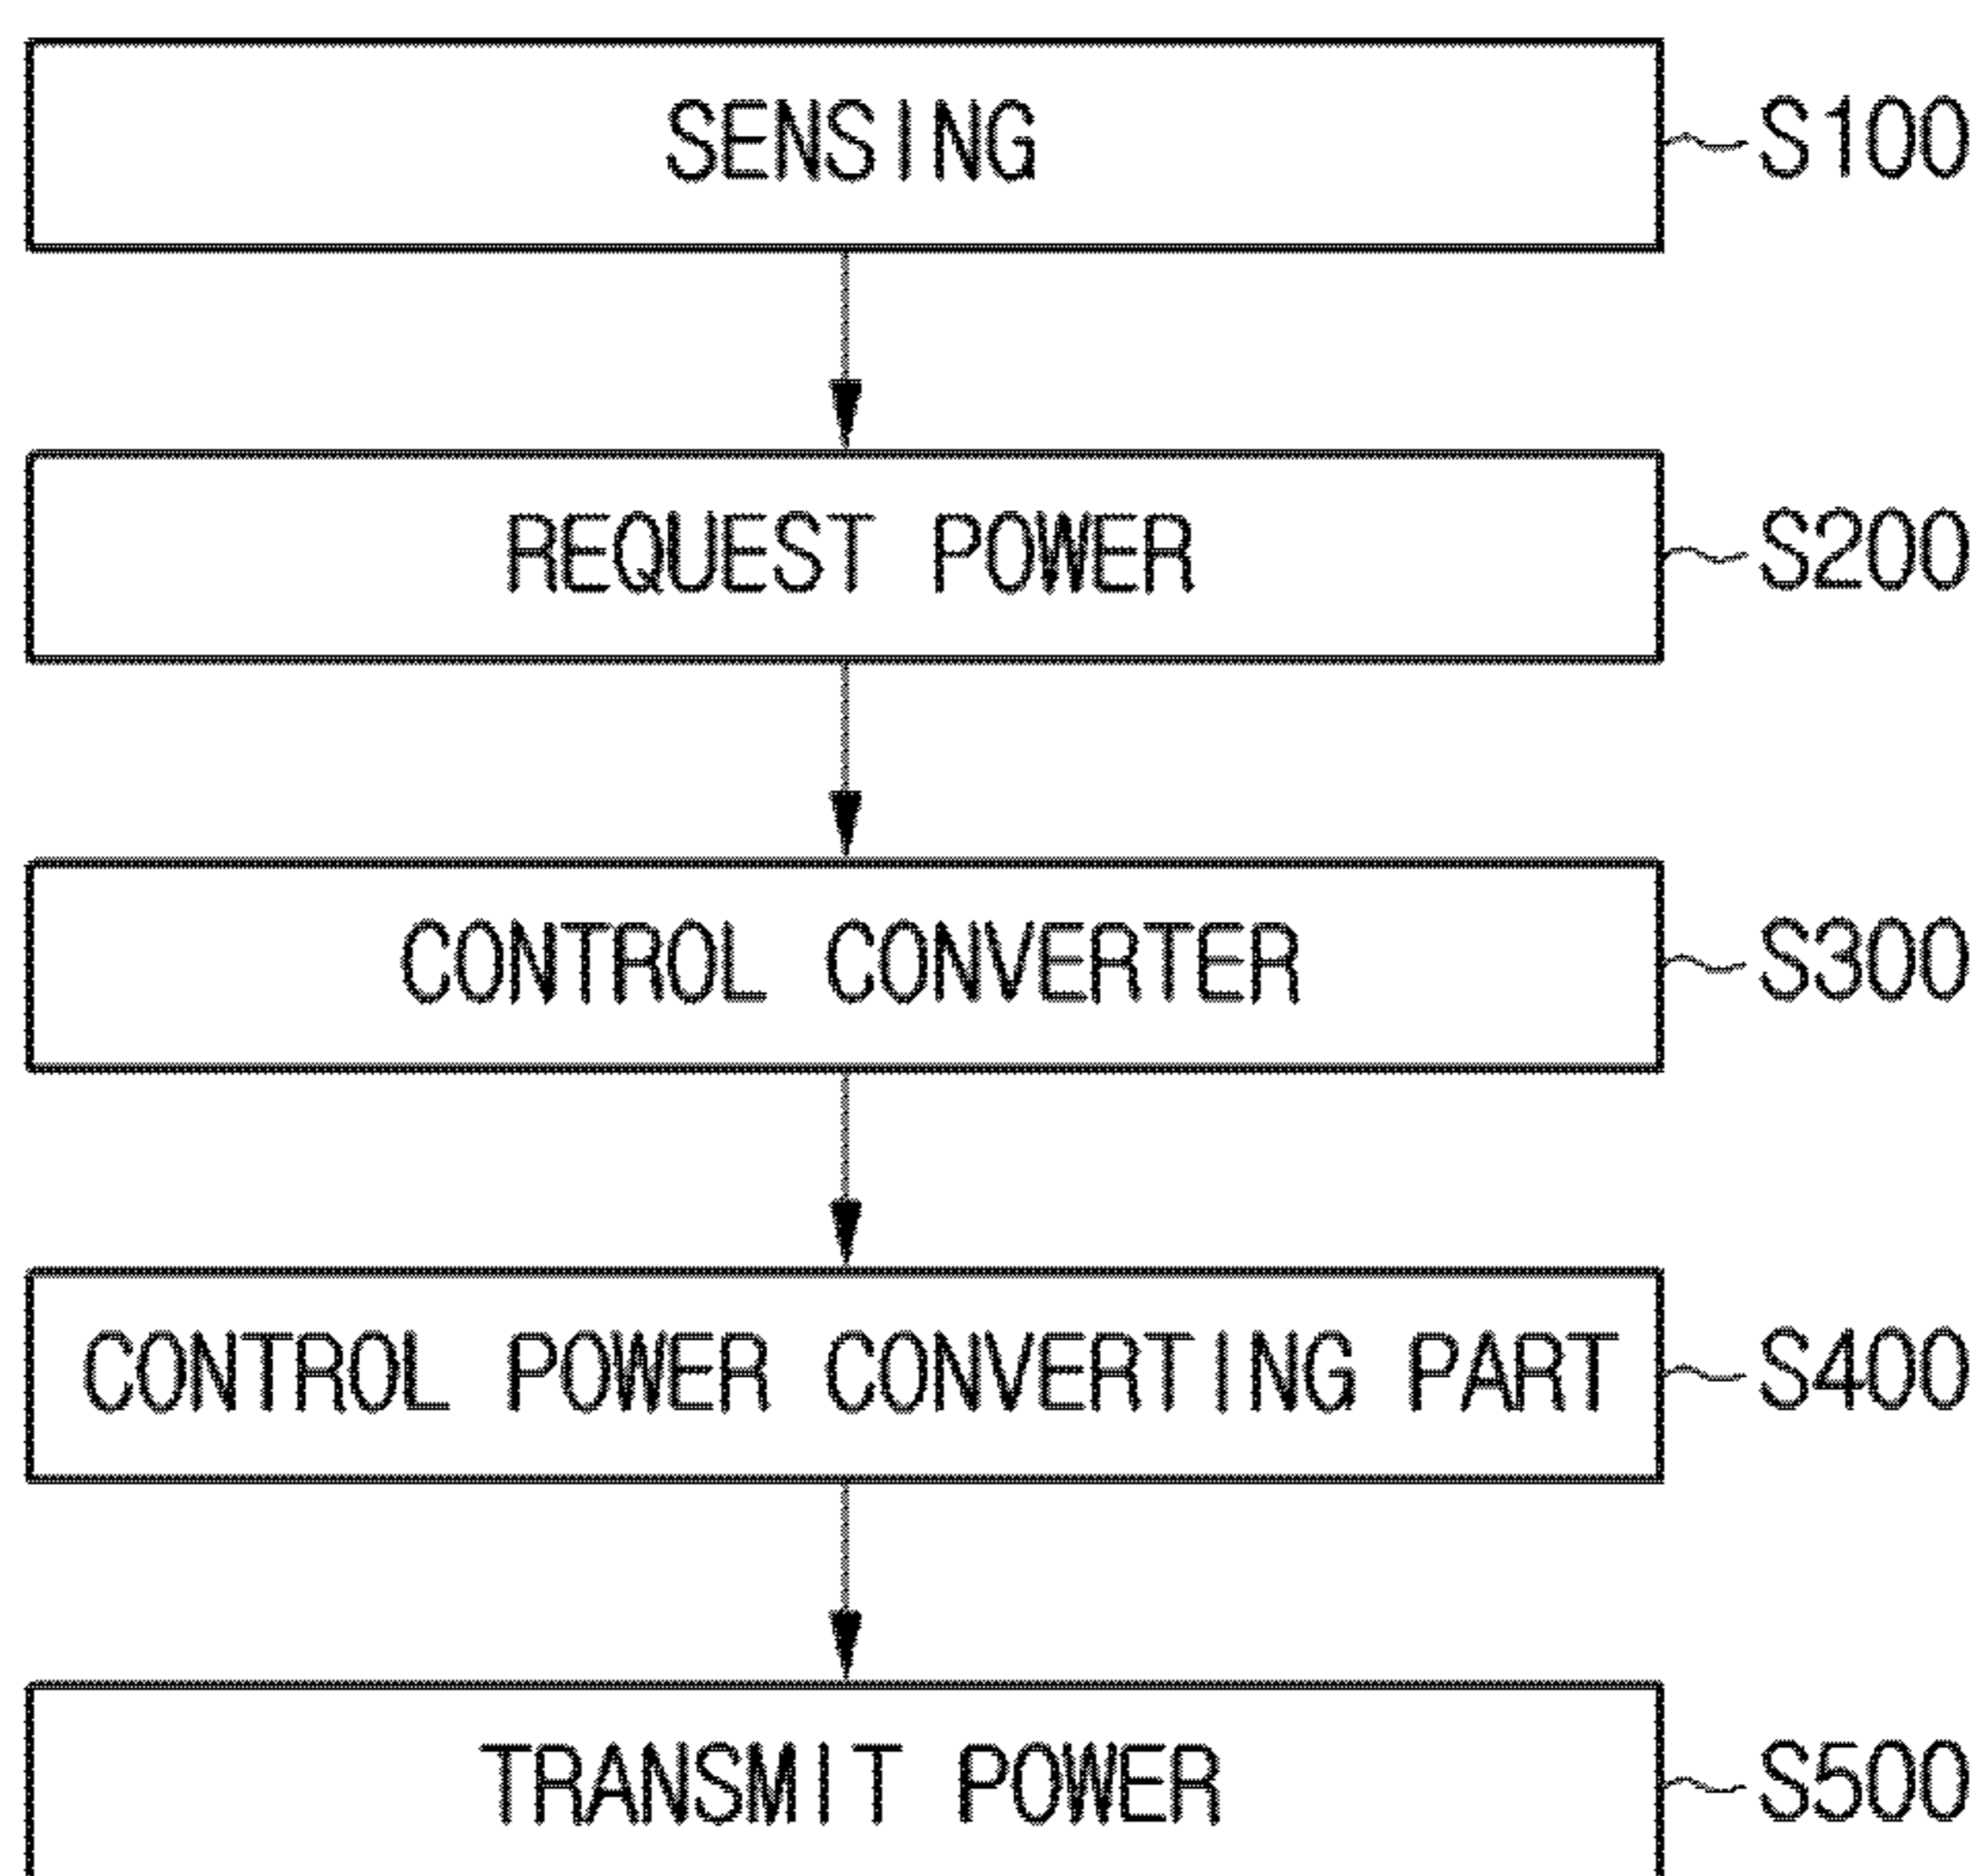 SENSING S100
REQUEST POWER S200
CONTROL CONVERTER S300
CONTROL POWER CONVERTING PART S400
TRANSMIT POWER S500